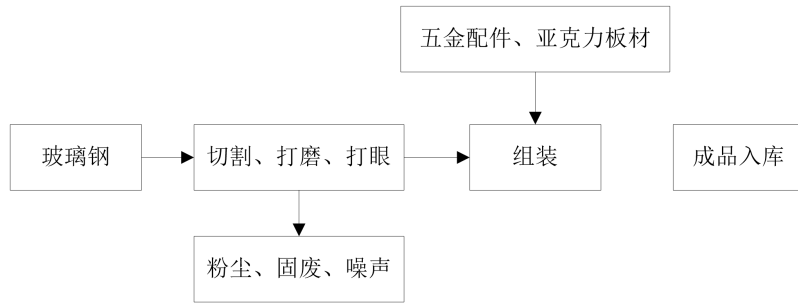 五金配件、亚克力板材
玻璃钢
切割、打磨、打眼
组装
成品入库
粉尘、固废、噪声